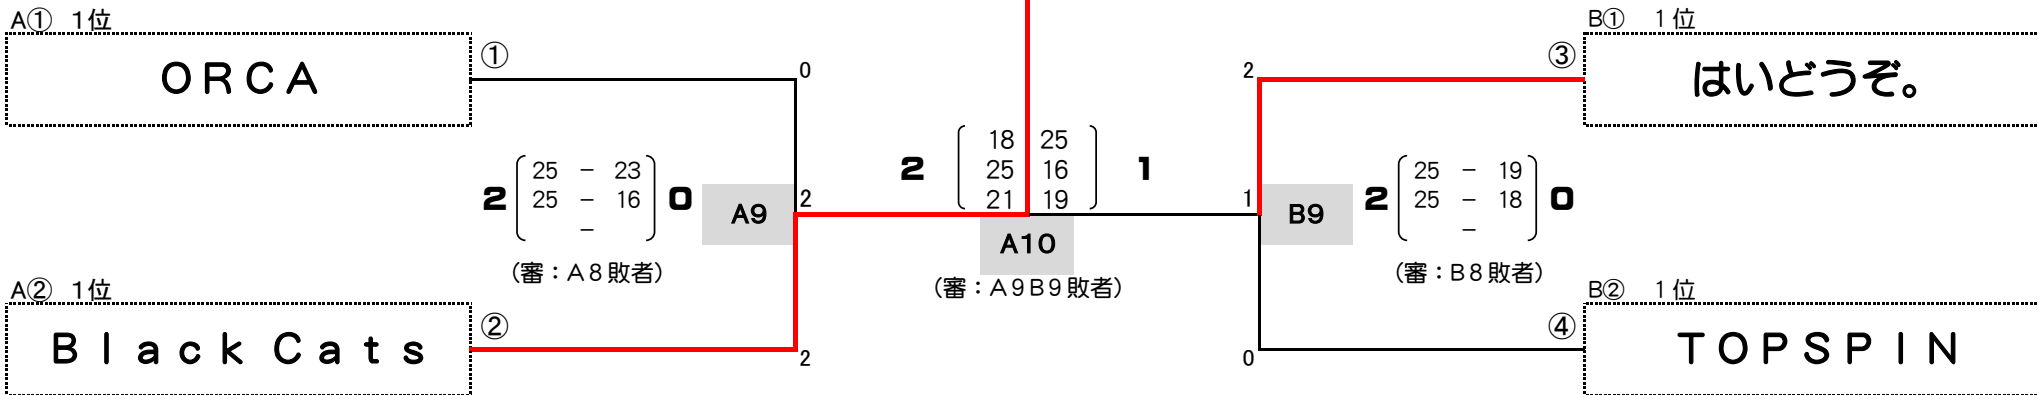 A① 1位
ORCA
①
0
2 25 - 23 0
25 - 16
-
A9
2
(審：A8敗者)
A② 1位
Black Cats
②
2
2 18 25 1
25 16
21 19
A10
(審：A9B9敗者)
B① 1位
はいどうぞ。
③
2
1
B9
2 25 - 19 0
25 - 18
-
(審：B8敗者)
B② 1位
TOPSPIN
④
0